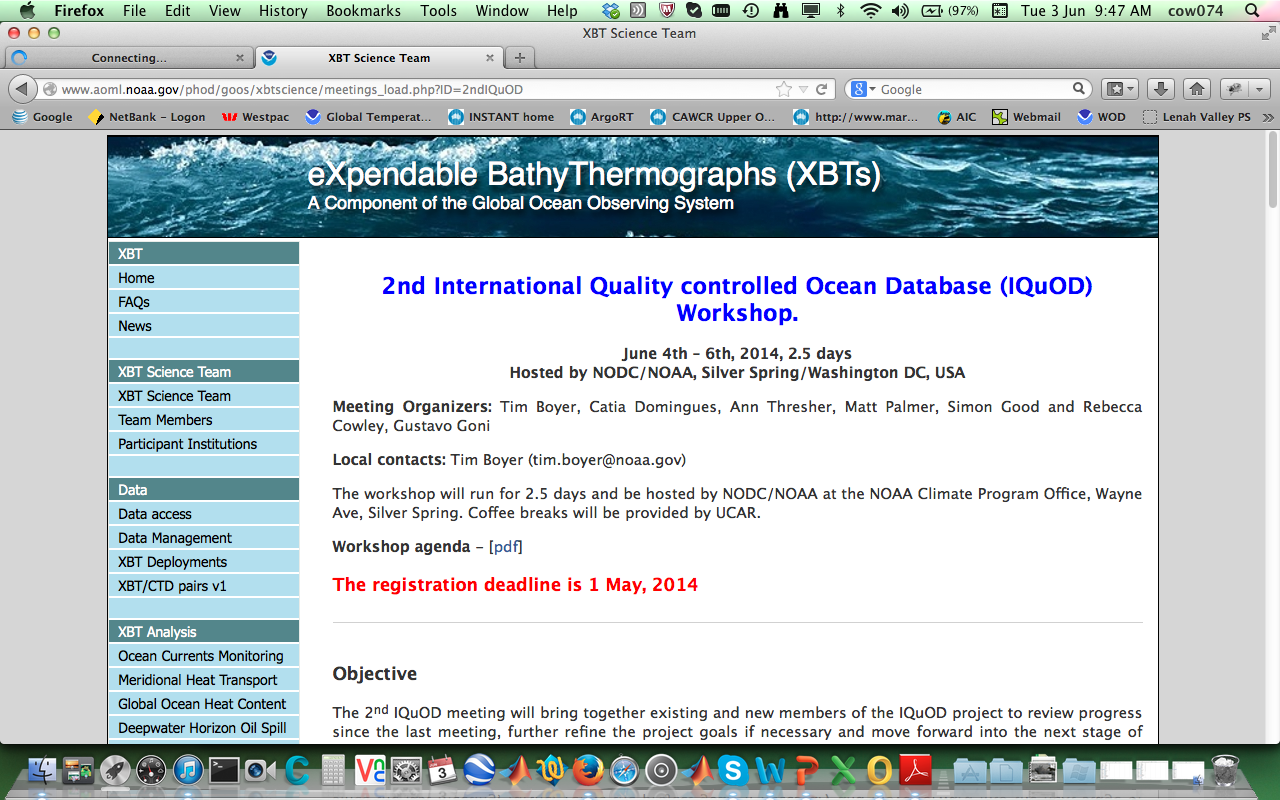 Firefox File Edit View History Bookmarks Tools Window Help (97%) Tue 3 Jun 9:47 AM cow074
XBT Science Team
Connecting... XBT Science Team
www.aoml.noaa.gov/phod/goos/xbtscience/meetings_load.php?ID=2ndIQuOD Google
Google NetBank – Logon Westpac Global Temperat... INSTANT home ArgoRT CAWCR Upper O... http://www.mar... AIC Webmail WOD Lenah Valley PS
eXpendable BathyThermographs (XBTs)
A Component of the Global Ocean Observing System
XBT
Home
FAQs
News
XBT Science Team
XBT Science Team
Team Members
Participant Institutions
Data
Data access
Data Management
XBT Deployments
XBT/CTD pairs v1
XBT Analysis
Ocean Currents Monitoring
Meridional Heat Transport
Global Ocean Heat Content
Deepwater Horizon Oil Spill
2nd International Quality controlled Ocean Database (IQuOD)
Workshop.
June 4th – 6th, 2014, 2.5 days
Hosted by NODC/NOAA, Silver Spring/Washington DC, USA
Meeting Organizers: Tim Boyer, Catia Domingues, Ann Thresher, Matt Palmer, Simon Good and Rebecca
Cowley, Gustavo Goni
Local contacts: Tim Boyer (tim.boyer@noaa.gov)
The workshop will run for 2.5 days and be hosted by NODC/NOAA at the NOAA Climate Program Office, Wayne
Ave, Silver Spring. Coffee breaks will be provided by UCAR.
Workshop agenda – [pdf]
The registration deadline is 1 May, 2014
Objective
The 2nd IQuOD meeting will bring together existing and new members of the IQuOD project to review progress
since the last meeting, further refine the project goals if necessary and move forward into the next stage of